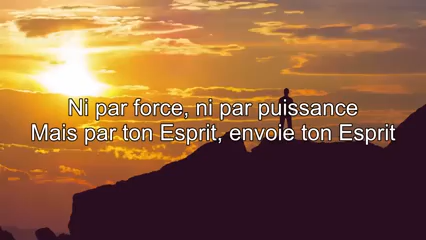 Ni par force, ni par puissance
Mais par ton Esprit, envoie ton Esprit